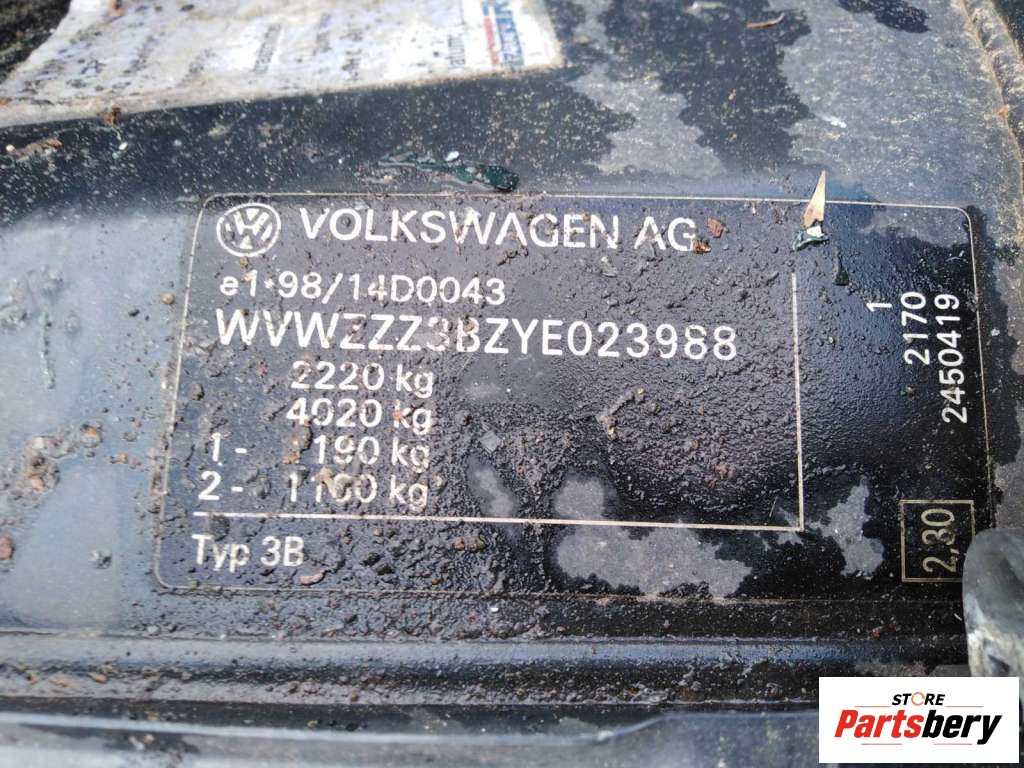 VOLKSWAGEN AG
e1*98/14D0043
WVWZZZ3BZYE023988
2220 kg
4020 kg
1 - 190 kg
2 - 1100 kg
Typ 3B
1
2170
2450419
2,30
STORE
Partsbery